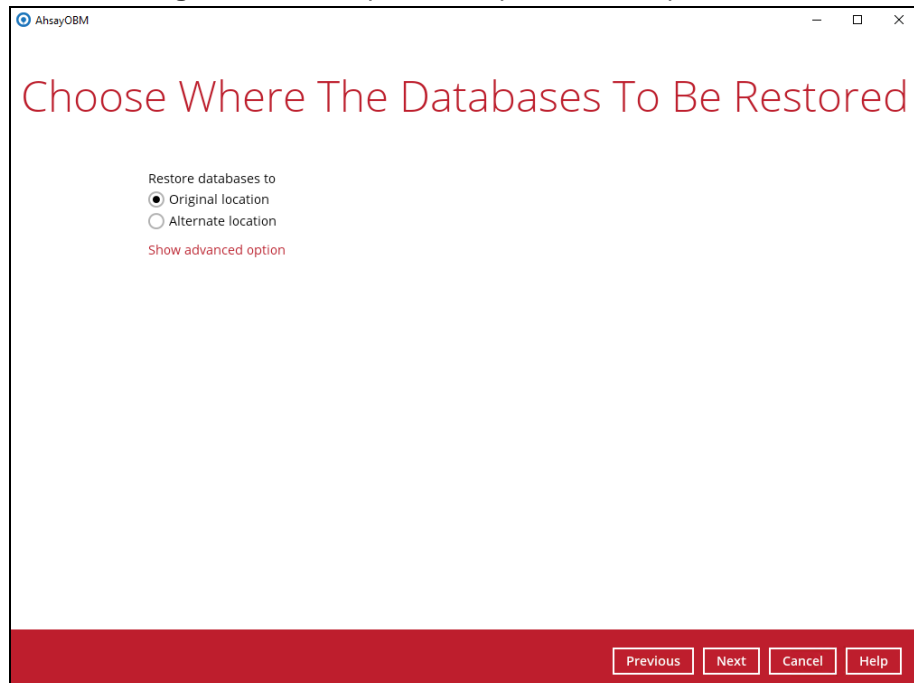 AhsayOBM
Choose Where The Databases To Be Restored
Restore databases to
Original location
Alternate location
Show advanced option
Previous Next Cancel Help